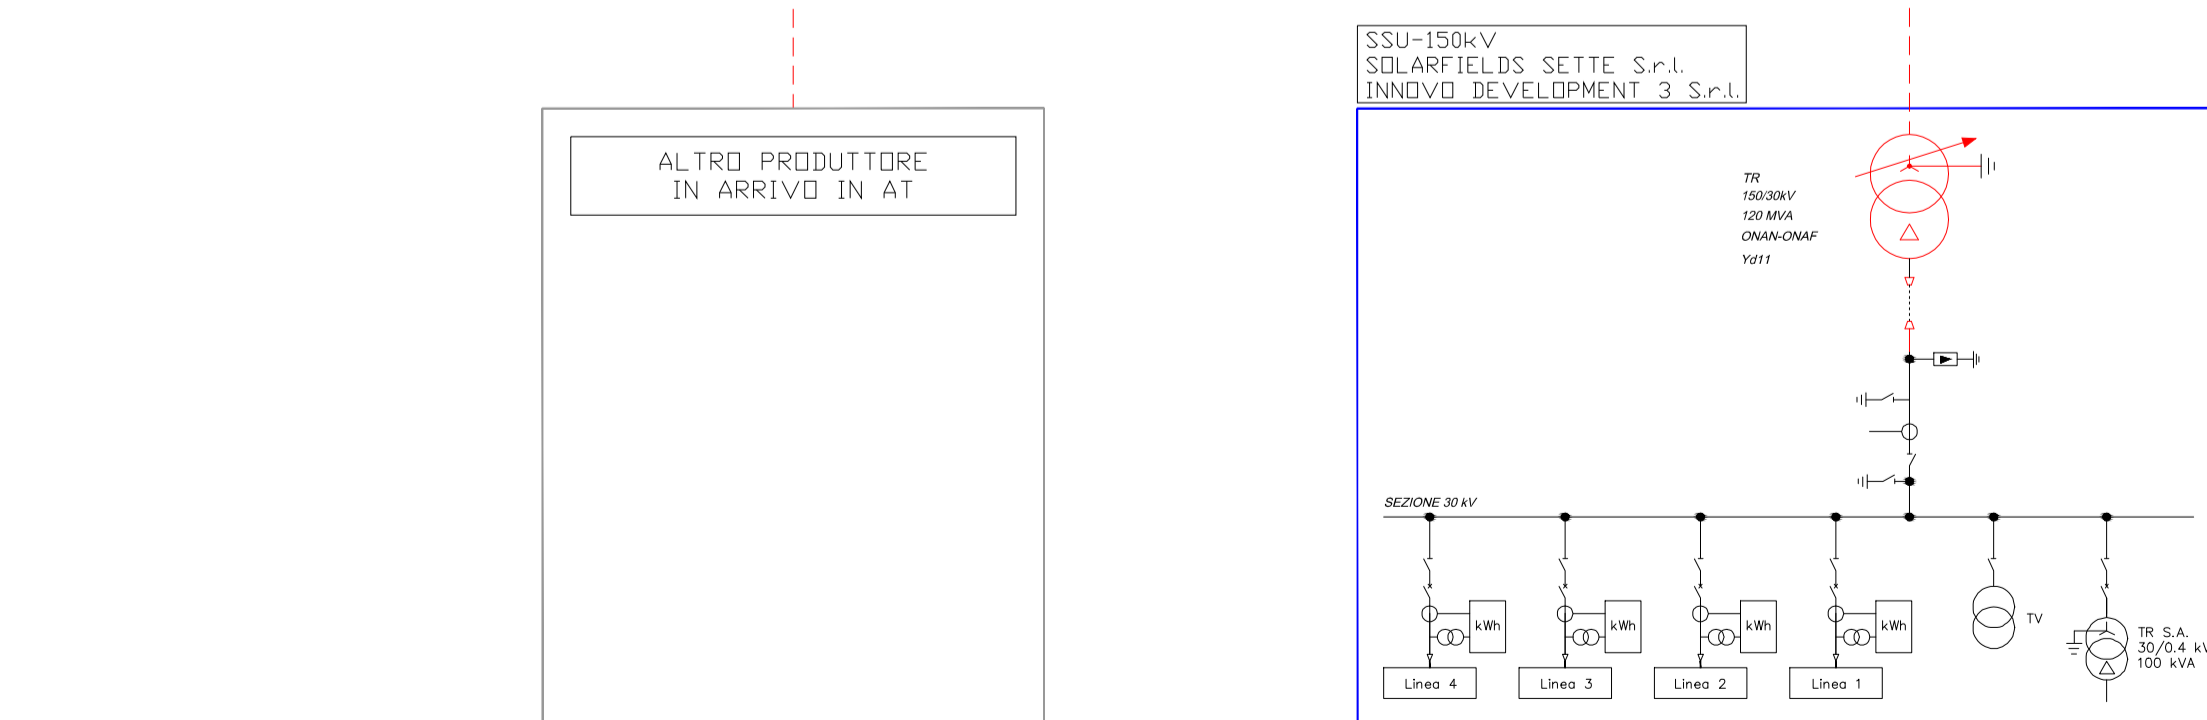 SSU-150kV
SOLARFIELDS SETTE S.r.l.
INNOVO DEVELOPMENT 3 S.r.l.
ALTRO PRODUTTORE
IN ARRIVO IN AT
TR
150/30kV
120 MVA
ONAN-ONAF
Yd11
SEZIONE 30 kV
kWh
kWh
kWh
kWh
TV
TR S.A.
30/0.4 kV
100 kVA
Linea 4
Linea 3
Linea 2
Linea 1